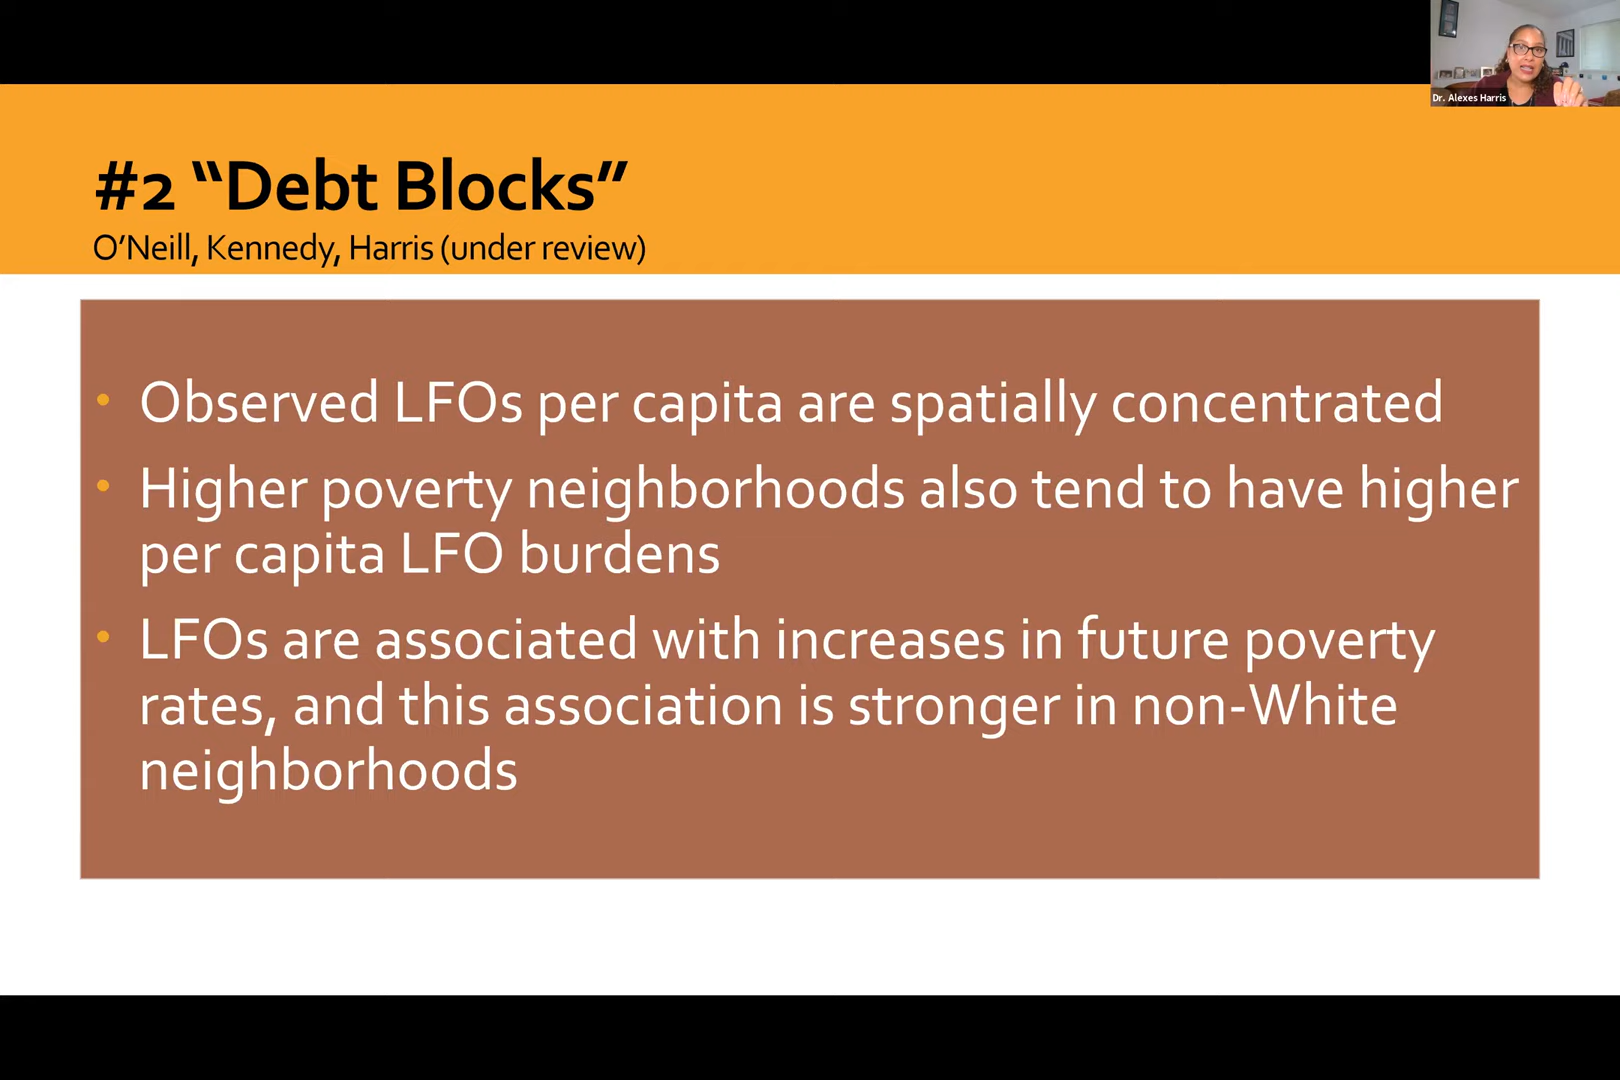 Dr. Alexes Harris
#2 “Debt Blocks”
O’Neill, Kennedy, Harris (under review)
• Observed LFOs per capita are spatially concentrated
• Higher poverty neighborhoods also tend to have higher
per capita LFO burdens
• LFOs are associated with increases in future poverty
rates, and this association is stronger in non-White
neighborhoods